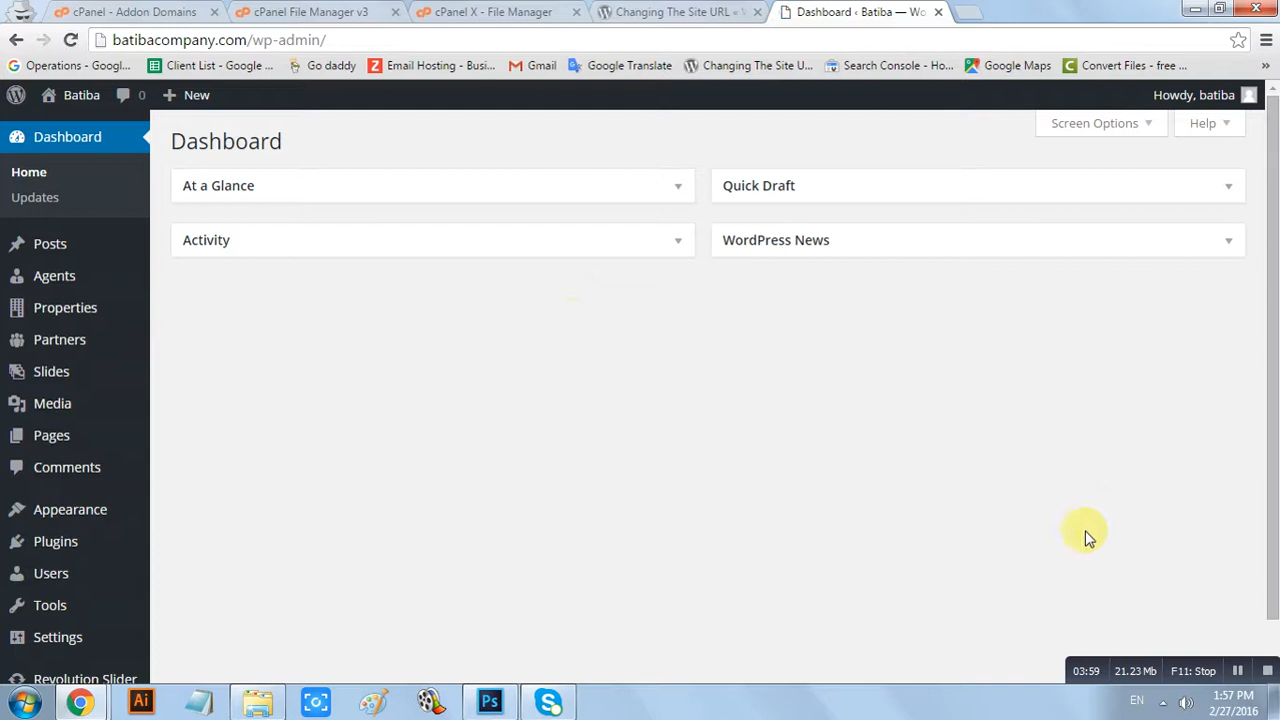 cPanel - Addon Domains
cPanel File Manager v3
cPanel X - File Manager
Changing The Site URL « W
Dashboard ‹ Batiba — Wo
batibacompany.com/wp-admin/
Operations - Googl...
Client List - Google ...
Go daddy
Email Hosting - Busi...
Gmail
Google Translate
Changing The Site U...
Search Console - Ho...
Google Maps
Convert Files - free ...
»
Batiba
0
New
Howdy, batiba
Dashboard
Home
Updates
Posts
Agents
Properties
Partners
Slides
Media
Pages
Comments
Appearance
Plugins
Users
Tools
Settings
Revolution Slider
Screen Options
Help
Dashboard
At a Glance
Quick Draft
Activity
WordPress News
03:59
21.23 Mb
F11: Stop
Ai
Ps
EN
1:57 PM
2/27/2016